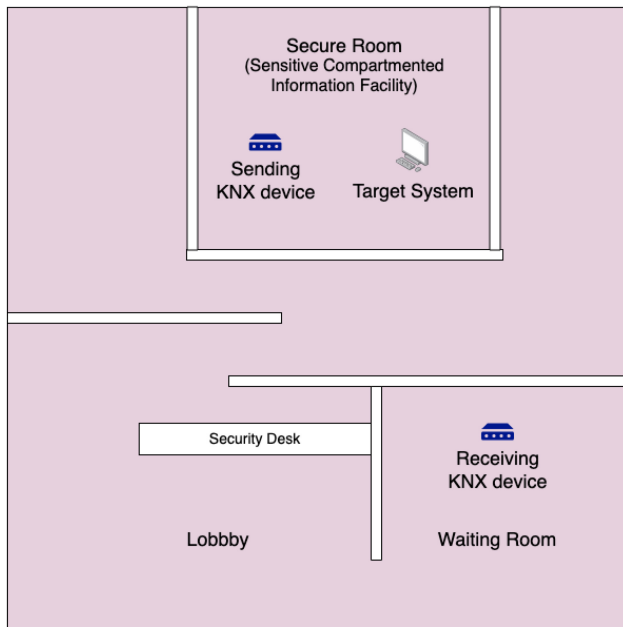 Secure Room
(Sensitive Compartmented
Information Facility)
Sending
KNX device
Target System
Security Desk
Receiving
KNX device
Lobbby
Waiting Room